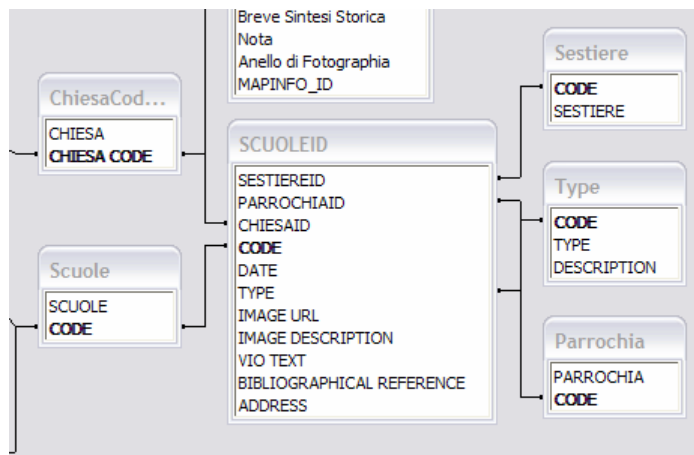 Breve Sintesi Storica
Nota
Anello di Fotographia
MAPINFO_ID
ChiesaCod...
CHIESA
CHIESA CODE
Scuole
SCUOLE
CODE
SCUOLEID
SESTIEREID
PARROCHIAID
CHIESAID
CODE
DATE
TYPE
IMAGE URL
IMAGE DESCRIPTION
VIO TEXT
BIBLIOGRAPHICAL REFERENCE
ADDRESS
Sestiere
CODE
SESTIERE
Type
CODE
TYPE
DESCRIPTION
Parrochia
PARROCHIA
CODE